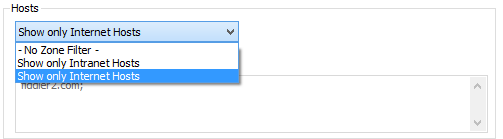 Hosts
Show only Internet Hosts
- No Zone Filter -
Show only Intranet Hosts
Show only Internet Hosts
fiddler2.com;